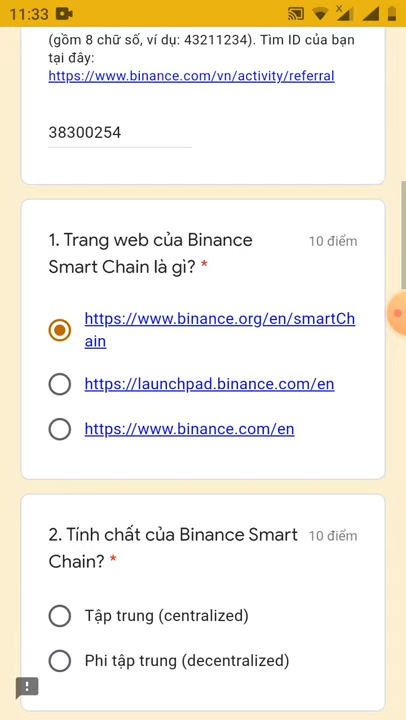 11:33
(gồm 8 chữ số, ví dụ: 43211234). Tìm ID của bạn
tại đây:
https://www.binance.com/vn/activity/referral
38300254
1. Trang web của Binance 10 điểm
Smart Chain là gì? *
https://www.binance.org/en/smartCh
ain
https://launchpad.binance.com/en
https://www.binance.com/en
2. Tính chất của Binance Smart 10 điểm
Chain? *
Tập trung (centralized)
Phi tập trung (decentralized)